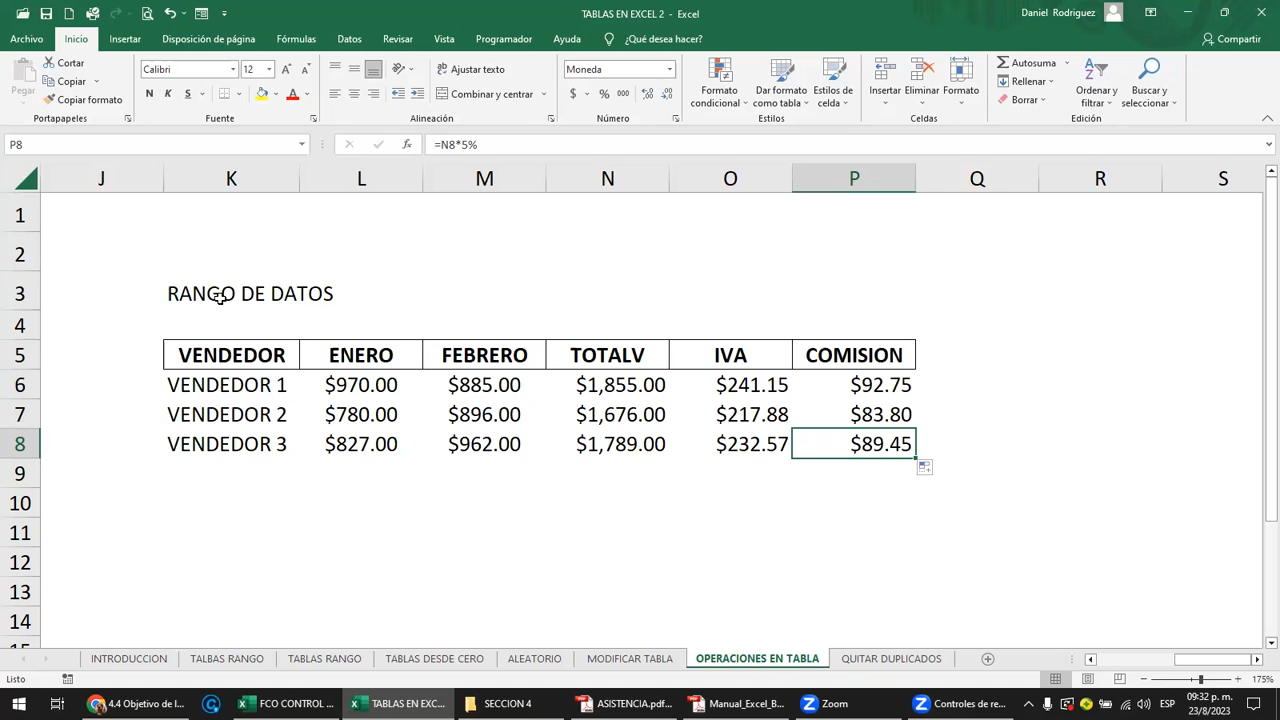 TABLAS EN EXCEL 2 - Excel
Daniel Rodriguez
Archivo Inicio Insertar Disposición de página Fórmulas Datos Revisar Vista Programador Ayuda ¿Qué desea hacer? Compartir
Pegar
Cortar
Copiar
Copiar formato
Portapapeles
Calibri 12
N K S
Fuente
Ajustar texto
Combinar y centrar
Alineación
Moneda
$ % 000
Número
Formato condicional
Dar formato como tabla
Estilos de celda
Estilos
Insertar Eliminar Formato
Celdas
Autosuma
Rellenar
Borrar
Ordenar y filtrar
Buscar y seleccionar
Edición
P8 fx =N8*5%
J K L M N O P Q R S
1
2
3 RANGO DE DATOS
4
5 VENDEDOR ENERO FEBRERO TOTALV IVA COMISION
6 VENDEDOR 1 $970.00 $885.00 $1,855.00 $241.15 $92.75
7 VENDEDOR 2 $780.00 $896.00 $1,676.00 $217.88 $83.80
8 VENDEDOR 3 $827.00 $962.00 $1,789.00 $232.57 $89.45
9
10
11
12
13
14
15
INTRODUCCION TALBAS RANGO TABLAS RANGO TABLAS DESDE CERO ALEATORIO MODIFICAR TABLA OPERACIONES EN TABLA QUITAR DUPLICADOS
Listo 175%
4.4 Objetivo de l... FCO CONTROL ... TABLAS EN EXC... SECCION 4 ASISTENCIA.pdf... Manual_Excel_B... Zoom Controles de re... ESP 09:32 p. m.
23/8/2023